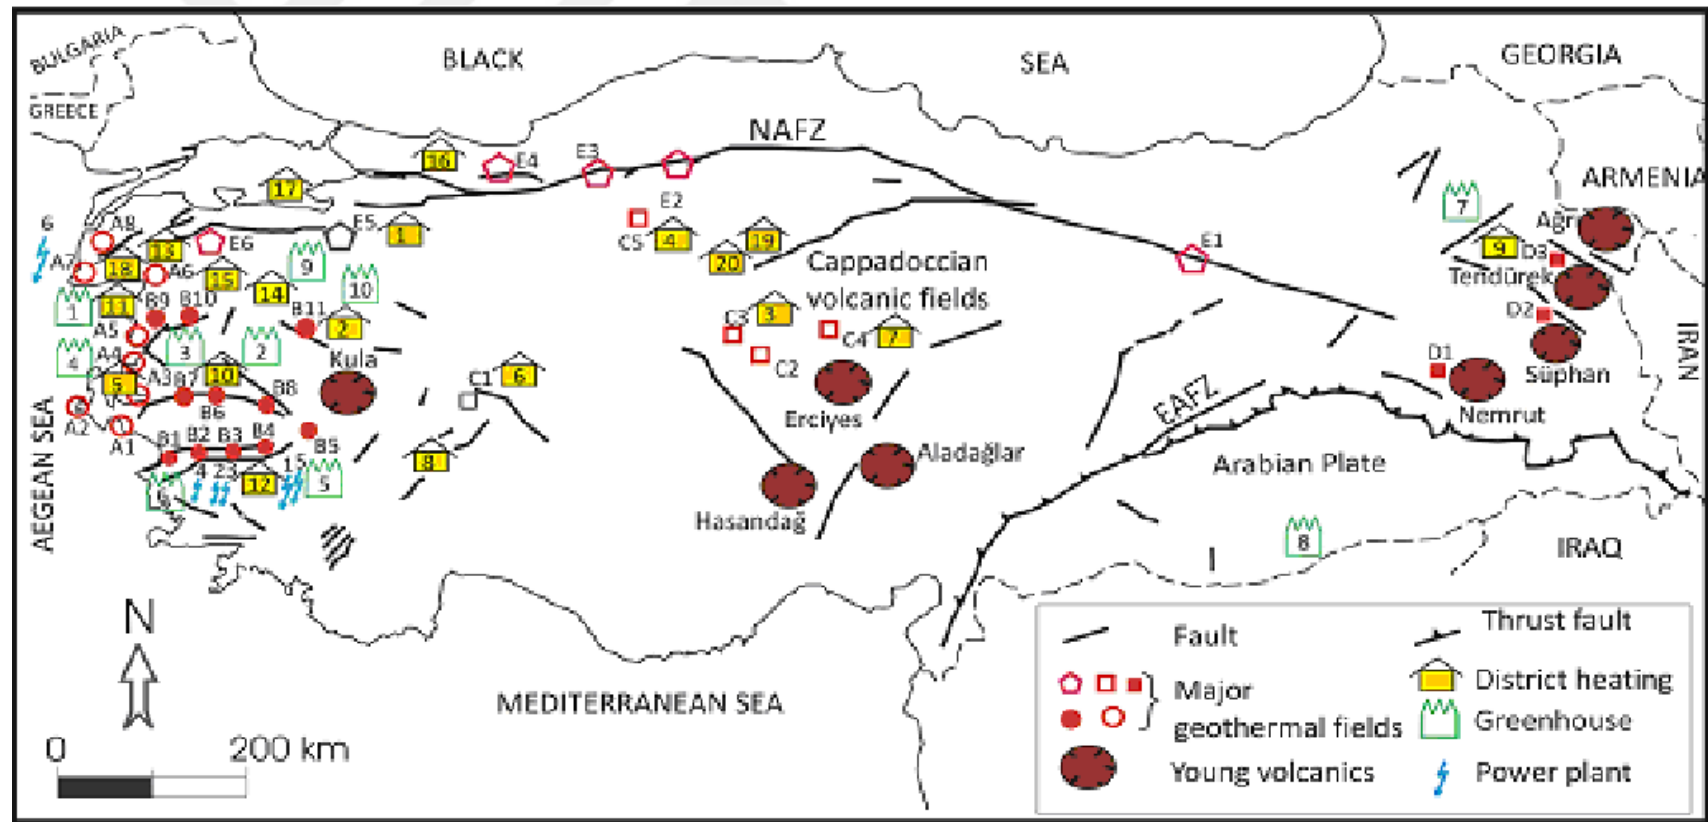 BULGARIA
BLACK
SEA
GEORGIA
GREECE
NAFZ
ARMENIA
16
E4
E3
17
E2
7
6
A8
E6
E5
1
C5
4
19
20
E1
9
Ağrı
D3
A7
18
13
A6
15
9
14
10
Cappadoccian
volcanic fields
Tendürek
1
11
B9
B10
B11
2
C3
3
C4
7
D2
IRAN
A5
4
A4
3
2
Kula
C2
D1
Süphan
5
A3
B7
10
B8
C1
6
Erciyes
EAFZ
Nemrut
A2
A1
B6
B1
B2
B3
B4
B5
8
Aladağlar
Arabian Plate
AEGEAN SEA
6
4
23
12
15
5
Hasandağ
8
IRAQ
N
MEDITERRANEAN SEA
0
200 km
Fault
Thrust fault
Major
geothermal fields
District heating
Greenhouse
Young volcanics
Power plant